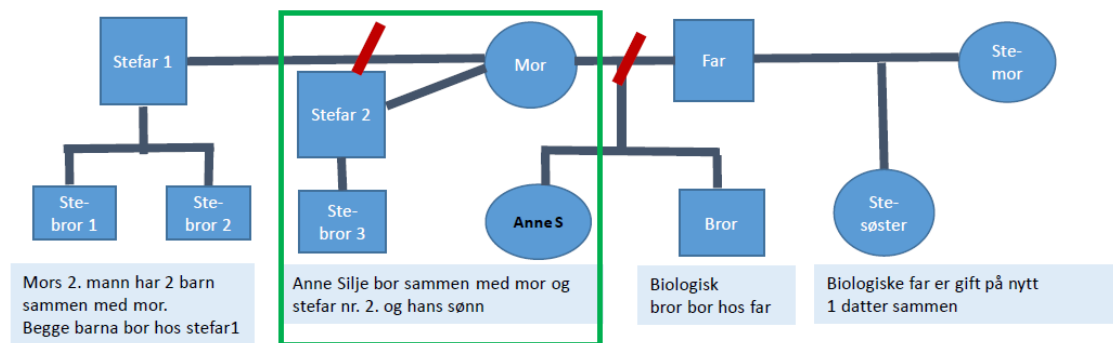 Stefar 1
Mor
Far
Ste-
mor
Stefar 2
Ste-
bror 1
Ste-
bror 2
Ste-
bror 3
Anne S
Bror
Ste-
søster
Mors 2. mann har 2 barn
sammen med mor.
Begge barna bor hos stefar1
Anne Silje bor sammen med mor og
stefar nr. 2. og hans sønn
Biologisk
bror bor hos far
Biologiske far er gift på nytt
1 datter sammen